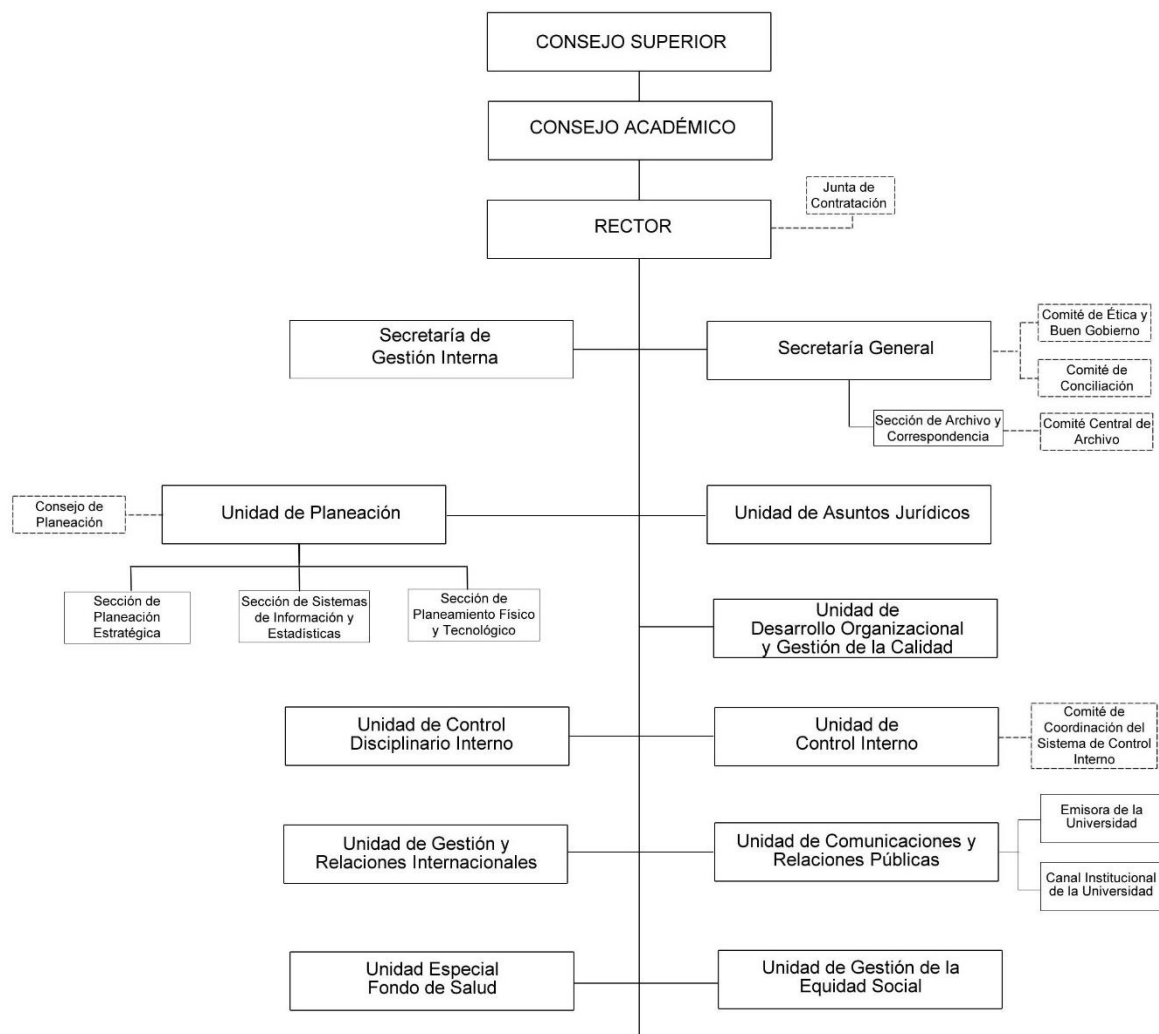 CONSEJO SUPERIOR
CONSEJO ACADÉMICO
Junta de
Contratación
RECTOR
Secretaría de
Gestión Interna
Secretaría General
Comité de Ética y
Buen Gobierno
Comité de
Conciliación
Sección de Archivo y
Correspondencia
Comité Central de
Archivo
Consejo de
Planeación
Unidad de Planeación
Unidad de Asuntos Jurídicos
Sección de
Planeación
Estratégica
Sección de Sistemas
de Información y
Estadísticas
Sección de
Planeamiento Físico
y Tecnológico
Unidad de
Desarrollo Organizacional
y Gestión de la Calidad
Unidad de Control
Disciplinario Interno
Unidad de
Control Interno
Comité de
Coordinación del
Sistema de Control
Interno
Unidad de Gestión y
Relaciones Internacionales
Unidad de Comunicaciones y
Relaciones Públicas
Emisora de la
Universidad
Canal Institucional
de la Universidad
Unidad Especial
Fondo de Salud
Unidad de Gestión de la
Equidad Social